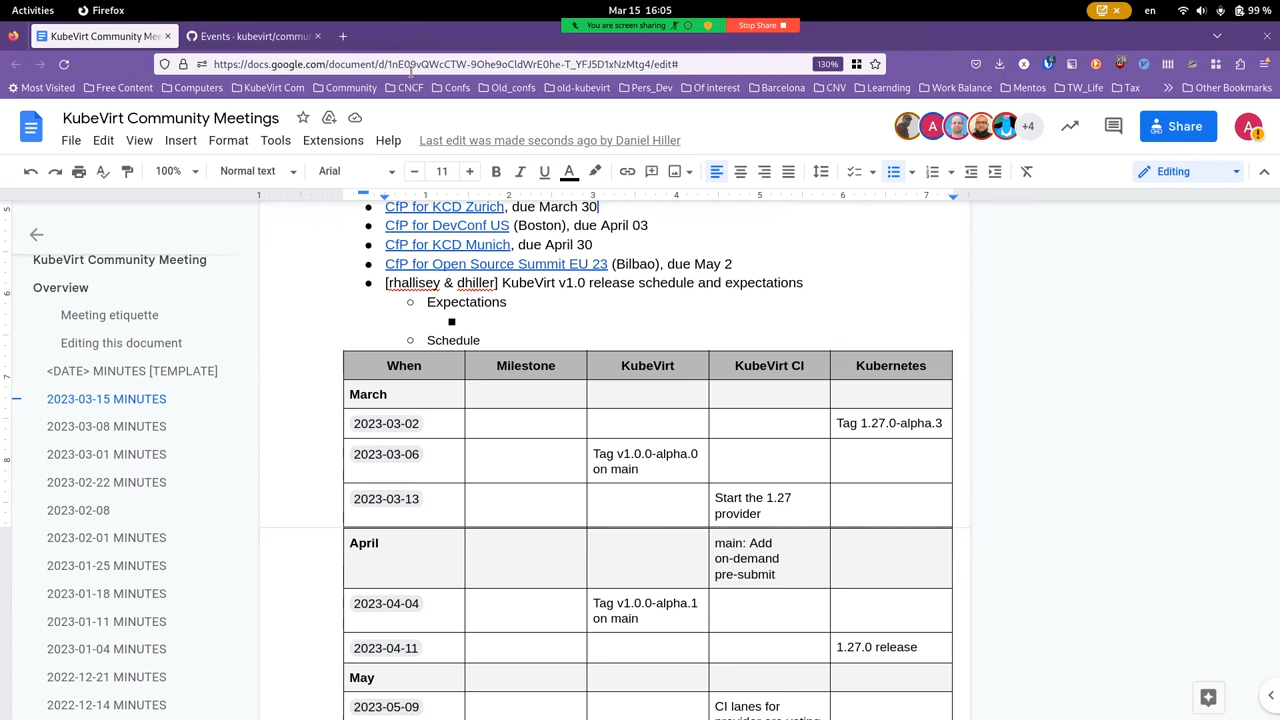 Activities
Firefox
Mar 15 16:05
en
99 %
You are screen sharing
Stop Share
KubeVirt Community Mee
Events · kubevirt/commu
https://docs.google.com/document/d/1nE09vQWcCTW-9Ohe9oCldWrE0he-T_YFJ5D1xNzMtg4/edit#
130%
Most Visited
Free Content
Computers
KubeVirt Com
Community
CNCF
Confs
Old_confs
old-kubevirt
Pers_Dev
Of interest
Barcelona
CNV
Learnding
Work Balance
Mentos
TW_Life
Tax
Other Bookmarks
KubeVirt Community Meetings
+4
Share
A
File Edit View Insert Format Tools Extensions Help
Last edit was made seconds ago by Daniel Hiller
100%
Normal text
Arial
11
Editing
1 1 2 3 4 5 6 7
KubeVirt Community Meeting
Overview
Meeting etiquette
Editing this document
<DATE> MINUTES [TEMPLATE]
2023-03-15 MINUTES
2023-03-08 MINUTES
2023-03-01 MINUTES
2023-02-22 MINUTES
2023-02-08
2023-02-01 MINUTES
2023-01-25 MINUTES
2023-01-18 MINUTES
2023-01-11 MINUTES
2023-01-04 MINUTES
2022-12-21 MINUTES
2022-12-14 MINUTES
CfP for KCD Zurich, due March 30
CfP for DevConf US (Boston), due April 03
CfP for KCD Munich, due April 30
CfP for Open Source Summit EU 23 (Bilbao), due May 2
[rhallisey & dhiller] KubeVirt v1.0 release schedule and expectations
Expectations
Schedule
When Milestone KubeVirt KubeVirt CI Kubernetes
March
2023-03-02 Tag 1.27.0-alpha.3
2023-03-06 Tag v1.0.0-alpha.0
on main
2023-03-13 Start the 1.27
provider
April main: Add
on-demand
pre-submit
2023-04-04 Tag v1.0.0-alpha.1
on main
2023-04-11 1.27.0 release
May
2023-05-09 CI lanes for
provider are voting